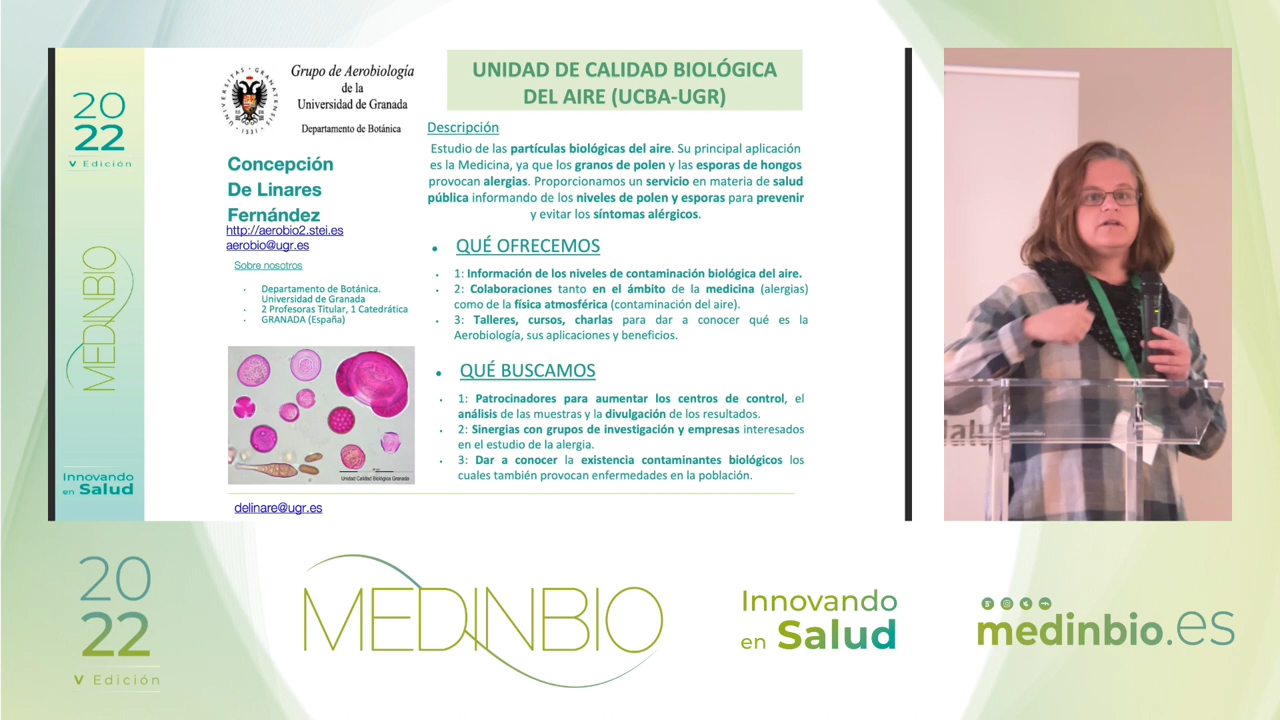 20
22
V Edición
MEDINBIO
Innovando
en Salud
UNIVERSITAS GRANATENSIS
1531
Grupo de Aerobiología
de la
Universidad de Granada
Departamento de Botánica
Concepción
De Linares
Fernández
http://aerobio2.stei.es
aerobio@ugr.es
Sobre nosotros
• Departamento de Botánica.
Universidad de Granada
• 2 Profesoras Titular, 1 Catedrática
• GRANADA (España)
Unidad Calidad Biológica Granada
delinare@ugr.es
UNIDAD DE CALIDAD BIOLÓGICA
DEL AIRE (UCBA-UGR)
Descripción
Estudio de las partículas biológicas del aire. Su principal aplicación
es la Medicina, ya que los granos de polen y las esporas de hongos
provocan alergias. Proporcionamos un servicio en materia de salud
pública informando de los niveles de polen y esporas para prevenir
y evitar los síntomas alérgicos.
• QUÉ OFRECEMOS
• 1: Información de los niveles de contaminación biológica del aire.
• 2: Colaboraciones tanto en el ámbito de la medicina (alergias)
como de la física atmosférica (contaminación del aire).
• 3: Talleres, cursos, charlas para dar a conocer qué es la
Aerobiología, sus aplicaciones y beneficios.
• QUÉ BUSCAMOS
• 1: Patrocinadores para aumentar los centros de control, el
análisis de las muestras y la divulgación de los resultados.
• 2: Sinergias con grupos de investigación y empresas interesados
en el estudio de la alergia.
• 3: Dar a conocer la existencia contaminantes biológicos los
cuales también provocan enfermedades en la población.
20
22
V Edición
MEDINBIO
Innovando
en Salud
medinbio.es